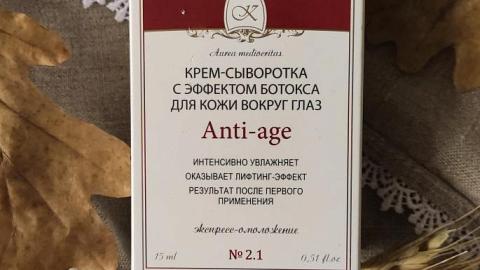 K
Aurea mediocritas
КРЕМ-СЫВОРОТКА
С ЭФФЕКТОМ БОТОКСА
ДЛЯ КОЖИ ВОКРУГ ГЛАЗ
Anti-age
ИНТЕНСИВНО УВЛАЖНЯЕТ
ОКАЗЫВАЕТ ЛИФТИНГ-ЭФФЕКТ
РЕЗУЛЬТАТ ПОСЛЕ ПЕРВОГО
ПРИМЕНЕНИЯ
экспресс-омоложение
15 ml № 2.1 0,51 fl.oz